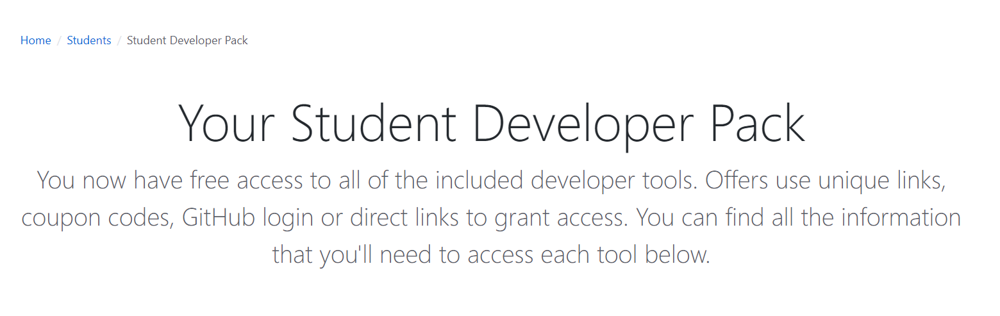 Home / Students / Student Developer Pack
Your Student Developer Pack
You now have free access to all of the included developer tools. Offers use unique links,
coupon codes, GitHub login or direct links to grant access. You can find all the information
that you'll need to access each tool below.